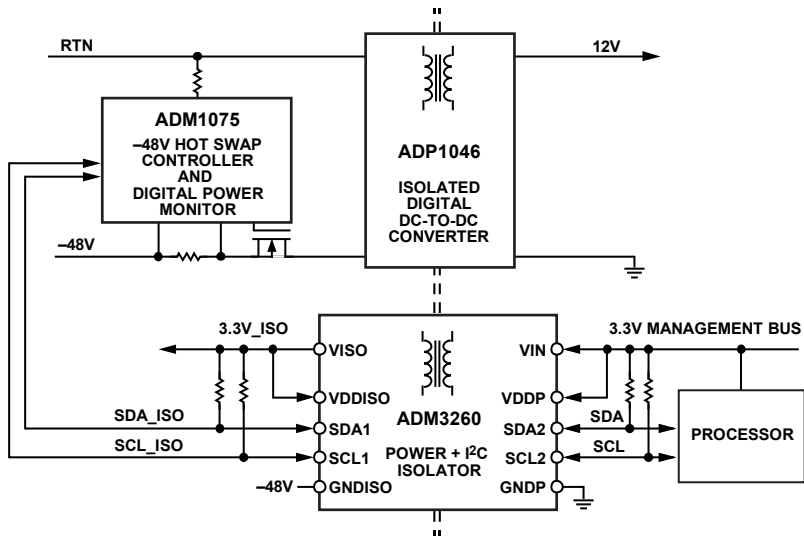 RTN
12V
ADM1075
–48V HOT SWAP
CONTROLLER
AND
DIGITAL POWER
MONITOR
ADP1046
ISOLATED
DIGITAL
DC-TO-DC
CONVERTER
–48V
3.3V_ISO
VISO
VIN
3.3V MANAGEMENT BUS
VDDISO
VDDP
ADM3260
SDA_ISO
SDA1
SDA2
SDA
PROCESSOR
POWER + I²C
ISOLATOR
SCL_ISO
SCL1
SCL2
SCL
–48V
GNDISO
GNDP